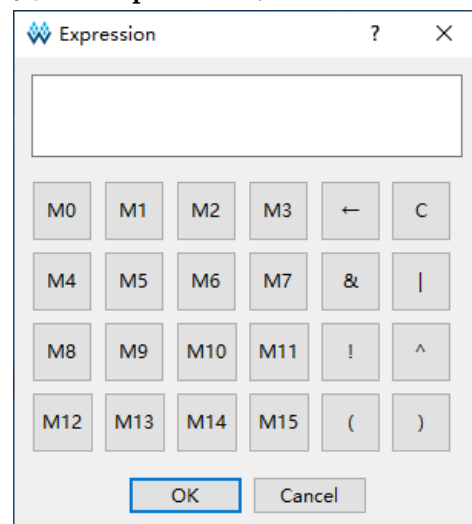 Expression ? ×
M0 M1 M2 M3 ← C
M4 M5 M6 M7 & |
M8 M9 M10 M11 ! ^
M12 M13 M14 M15 ( )
OK Cancel